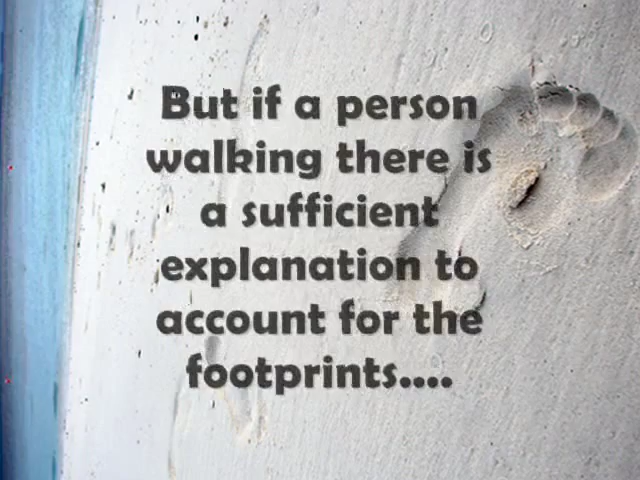 But if a person
walking there is
a sufficient
explanation to
account for the
footprints....